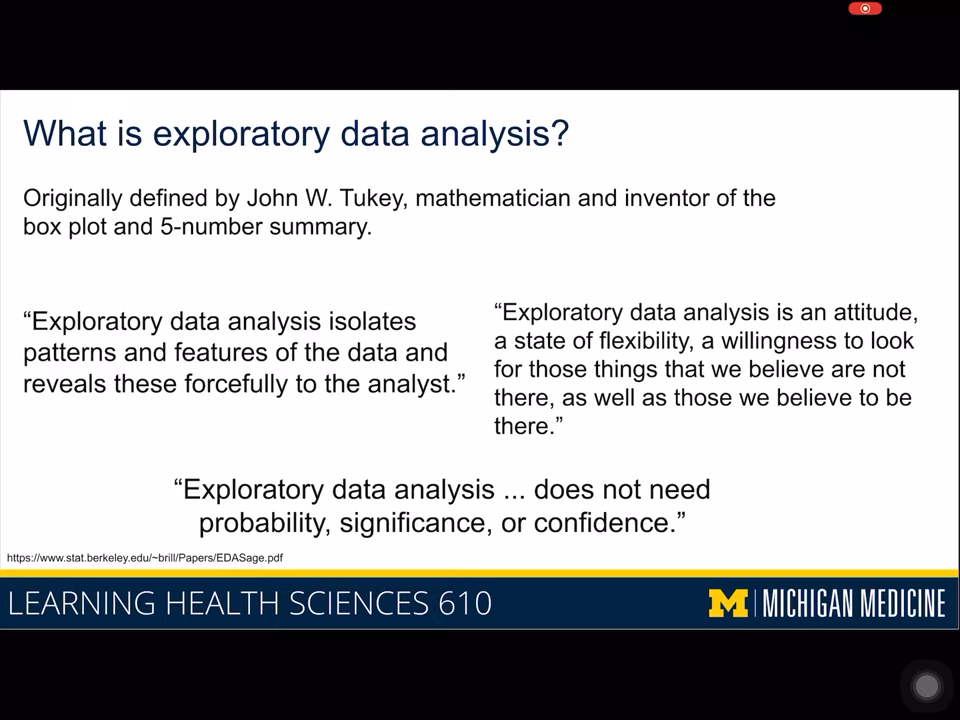 What is exploratory data analysis?
Originally defined by John W. Tukey, mathematician and inventor of the
box plot and 5-number summary.
“Exploratory data analysis isolates
patterns and features of the data and
reveals these forcefully to the analyst.”
“Exploratory data analysis is an attitude,
a state of flexibility, a willingness to look
for those things that we believe are not
there, as well as those we believe to be
there.”
“Exploratory data analysis ... does not need
probability, significance, or confidence.”
https://www.stat.berkeley.edu/~brill/Papers/EDASage.pdf
LEARNING HEALTH SCIENCES 610
M MICHIGAN MEDICINE